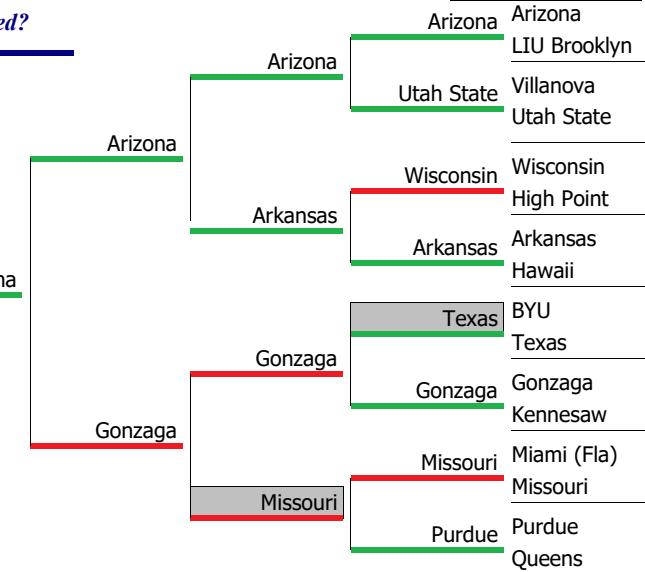 ed?
Arizona
Arizona
LIU Brooklyn
Arizona
Utah State
Villanova
Utah State
Arizona
Wisconsin
Wisconsin
High Point
Arkansas
Arkansas
Arkansas
Hawaii
na
Texas
BYU
Texas
Gonzaga
Gonzaga
Gonzaga
Kennesaw
Gonzaga
Missouri
Miami (Fla)
Missouri
Missouri
Purdue
Purdue
Queens